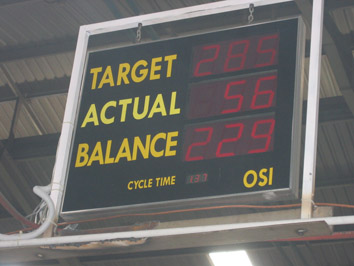 TARGET 285
ACTUAL 56
BALANCE 229
CYCLE TIME OSI